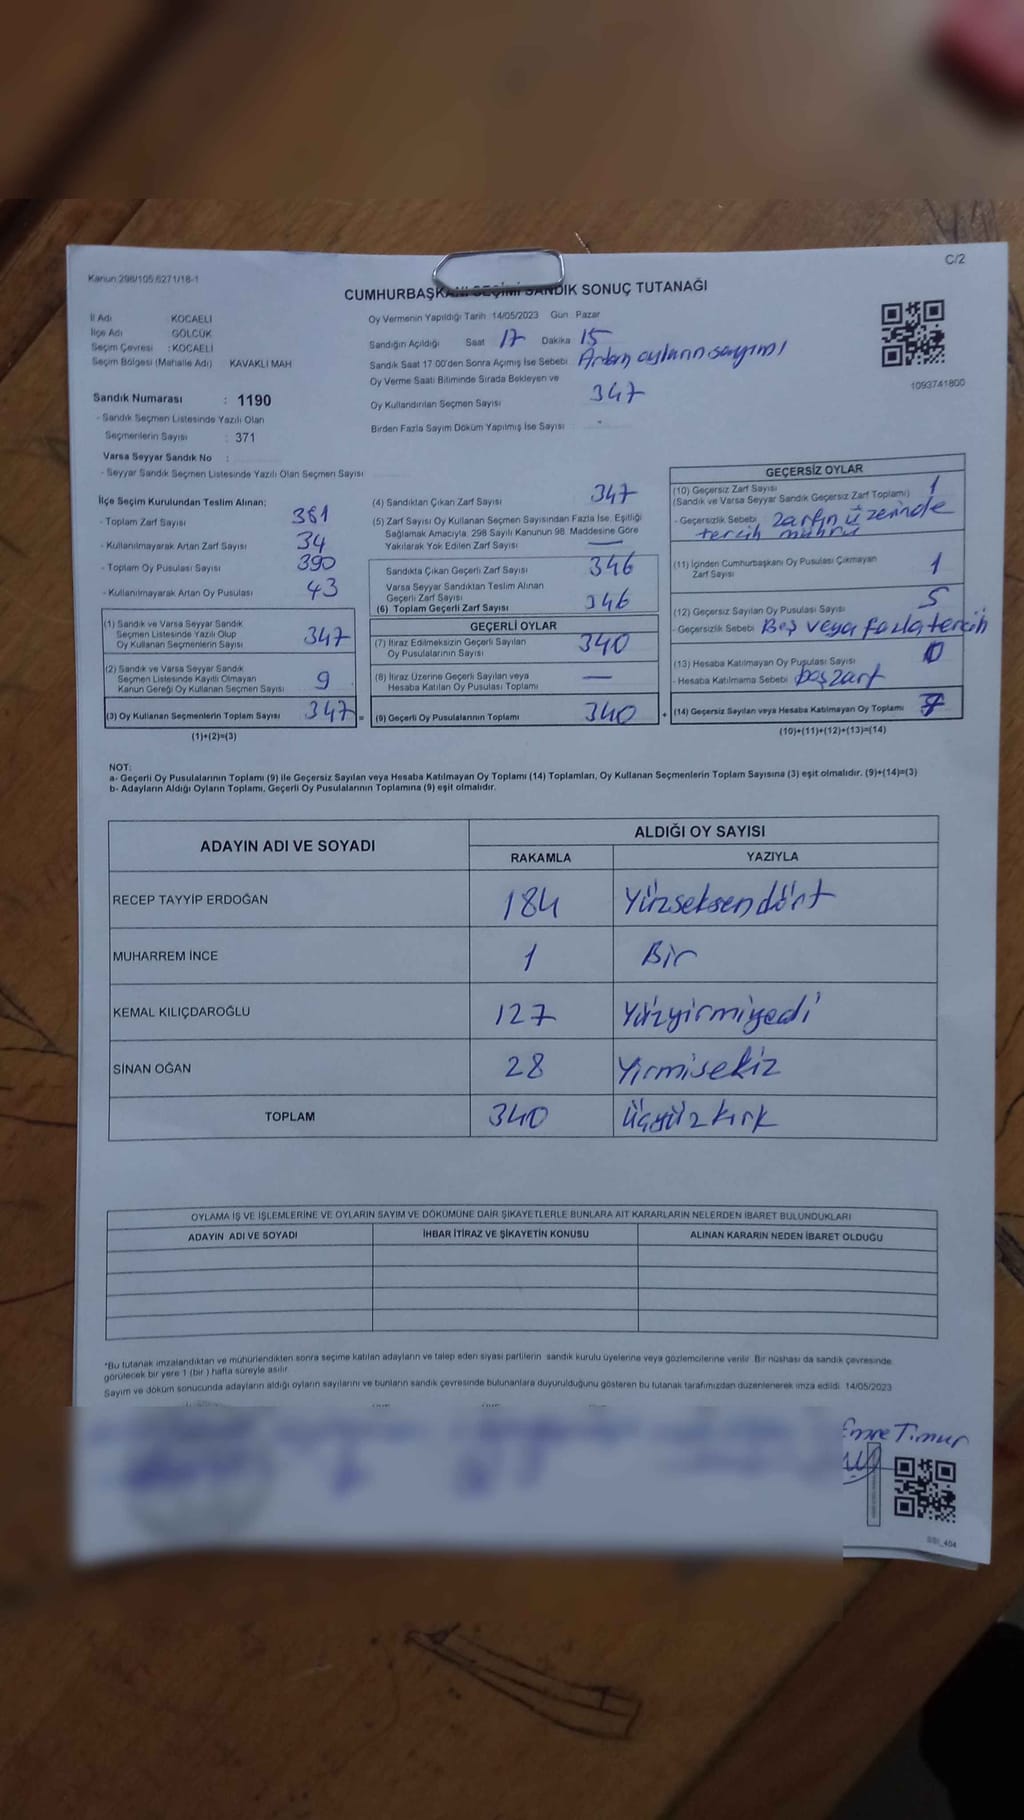 C/2
Kanun 298/105 6271/18-1
CUMHURBAŞKANI SEÇİMİ SANDIK SONUÇ TUTANAĞI
İl Adı KOCAELİ
İlçe Adı GÖLCÜK
Seçim Çevresi : KOCAELİ
Seçim Bölgesi (Mahalle Adı) KAVAKLI MAH
Sandık Numarası : 1190
- Sandık Seçmen Listesinde Yazılı Olan
Seçmenlerin Sayısı : 371
Varsa Seyyar Sandık No :
- Seyyar Sandık Seçmen Listesinde Yazılı Olan Seçmen Sayısı
Oy Vermenin Yapıldığı Tarih 14/05/2023 Gün Pazar
Sandığın Açıldığı Saat 17 Dakika 15
Sandık Saat 17.00'den Sonra Açımış İse Sebebi Artan oyların sayımı
Oy Verme Saati Bitiminde Sırada Bekleyen ve
Oy Kullandırılan Seçmen Sayısı 347
Birden Fazla Sayım Döküm Yapılmış İse Sayısı -
1093741800
İlçe Seçim Kurulundan Teslim Alınan;
- Toplam Zarf Sayısı 381
- Kullanılmayarak Artan Zarf Sayısı 34
- Toplam Oy Pusulası Sayısı 390
- Kullanılmayarak Artan Oy Pusulası 43
(1) Sandık ve Varsa Seyyar Sandık
Seçmen Listesinde Yazılı Olup
Oy Kullanan Seçmenlerin Sayısı 347
(2) Sandık ve Varsa Seyyar Sandık
Seçmen Listesinde Kayıtlı Olmayan
Kanun Gereği Oy Kullanan Seçmen Sayısı 9
(3) Oy Kullanan Seçmenlerin Toplam Sayısı 347 =
(1)+(2)=(3)
(4) Sandıktan Çıkan Zarf Sayısı 347
(5) Zarf Sayısı Oy Kullanan Seçmen Sayısından Fazla İse, Eşitliği
Sağlamak Amacıyla, 298 Sayılı Kanunun 98. Maddesine Göre
Yakılarak Yok Edilen Zarf Sayısı —
Sandıkta Çıkan Geçerli Zarf Sayısı 346
Varsa Seyyar Sandıktan Teslim Alınan
Geçerli Zarf Sayısı
(6) Toplam Geçerli Zarf Sayısı 346
GEÇERLİ OYLAR
(7) İtiraz Edilmeksizin Geçerli Sayılan
Oy Pusulalarının Sayısı 340
(8) İtiraz Üzerine Geçerli Sayılan veya
Hesaba Katılan Oy Pusulası Toplamı —
(9) Geçerli Oy Pusulalarının Toplamı 340 +
GEÇERSİZ OYLAR
(10) Geçersiz Zarf Sayısı 1
(Sandık ve Varsa Seyyar Sandık Geçersiz Zarf Toplamı)
- Geçersizlik Sebebi zarfın üzerinde
tercih mührü
(11) İçinden Cumhurbaşkanı Oy Pusulası Çıkmayan
Zarf Sayısı 1
(12) Geçersiz Sayılan Oy Pusulası Sayısı 5
- Geçersizlik Sebebi Boş veya fazla tercih
(13) Hesaba Katılmayan Oy Pusulası Sayısı 0
- Hesaba Katılmama Sebebi boş zarf
(14) Geçersiz Sayılan veya Hesaba Katılmayan Oy Toplamı 7
(10)+(11)+(12)+(13)=(14)
NOT:
a- Geçerli Oy Pusulalarının Toplamı (9) ile Geçersiz Sayılan veya Hesaba Katılmayan Oy Toplamı (14) Toplamları, Oy Kullanan Seçmenlerin Toplam Sayısına (3) eşit olmalıdır. (9)+(14)=(3)
b- Adayların Aldığı Oyların Toplamı, Geçerli Oy Pusulalarının Toplamına (9) eşit olmalıdır.
ADAYIN ADI VE SOYADI ALDIĞI OY SAYISI
RAKAMLA YAZIYLA
RECEP TAYYİP ERDOĞAN 184 Yüzseksendört
MUHARREM İNCE 1 Bir
KEMAL KILIÇDAROĞLU 127 Yüzyirmiyedi
SİNAN OĞAN 28 Yirmisekiz
TOPLAM 340 Üçyüzkırk
OYLAMA İŞ VE İŞLEMLERİNE VE OYLARIN SAYIM VE DÖKÜMÜNE DAİR ŞİKAYETLERLE BUNLARA AİT KARARLARIN NELERDEN İBARET BULUNDUKLARI
ADAYIN ADI VE SOYADI İHBAR İTİRAZ VE ŞİKAYETİN KONUSU ALINAN KARARIN NEDEN İBARET OLDUĞU
*Bu tutanak imzalandıktan ve mühürlendikten sonra seçime katılan adayların ve talep eden siyasi partilerin sandık kurulu üyelerine veya gözlemcilerine verilir. Bir nüshası da sandık çevresinde
görülecek bir yere 1 (bir) hafta süreyle asılır.
Sayım ve döküm sonucunda adayların aldığı oyların sayılarını ve bunların sandık çevresinde bulunanlara duyurulduğunu gösteren bu tutanak tarafımızdan düzenlenerek imza edildi. 14/05/2023
Emre Timur